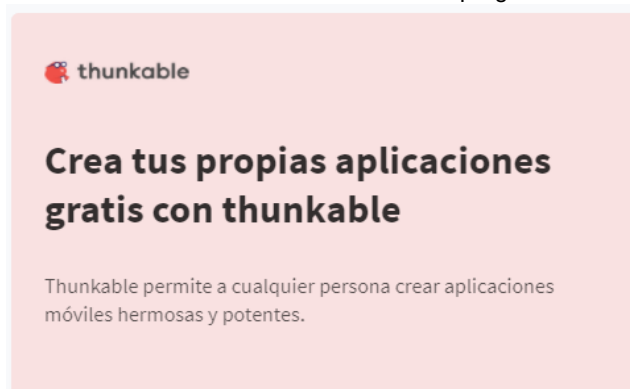 thunkable
Crea tus propias aplicaciones
gratis con thunkable
Thunkable permite a cualquier persona crear aplicaciones
móviles hermosas y potentes.